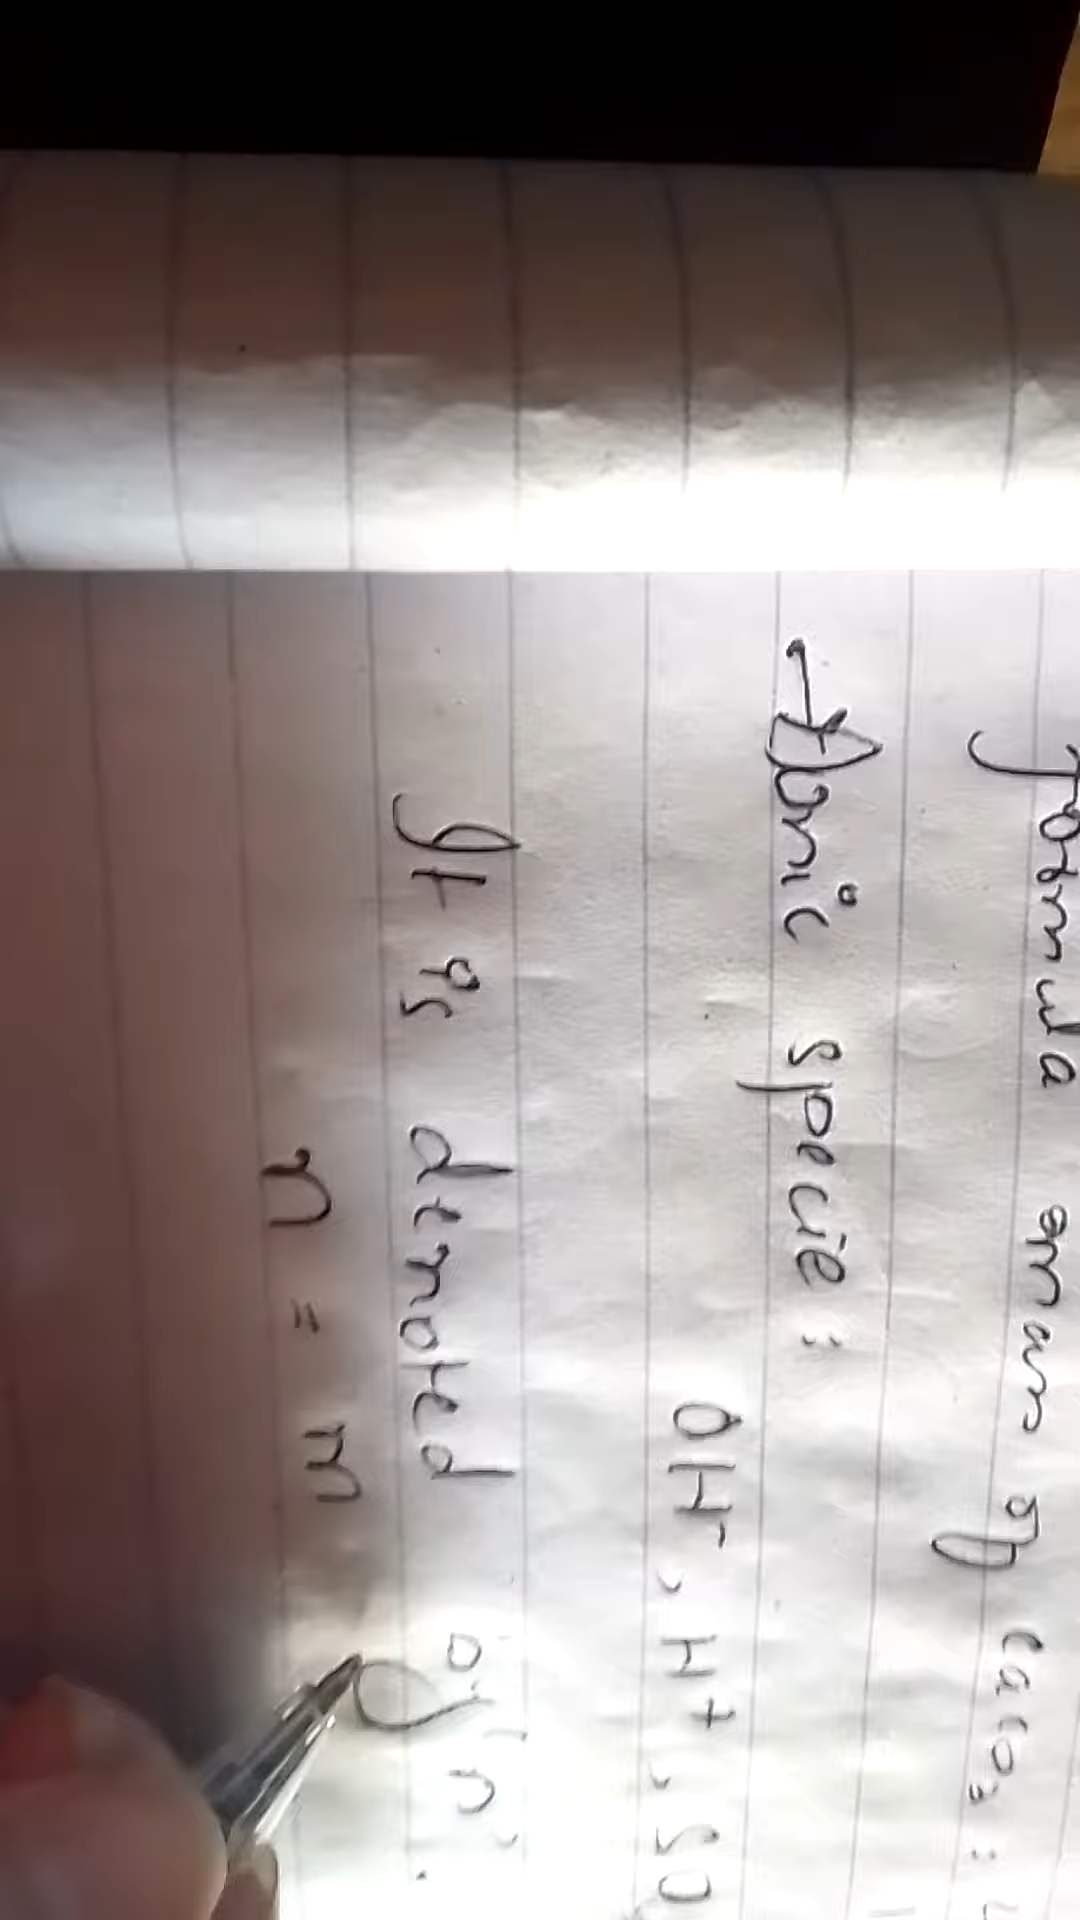 formula mass of CaCO3 :
→ Ionic specie :
OH- , H+ , SO
It is denoted by 'n'.
n = m